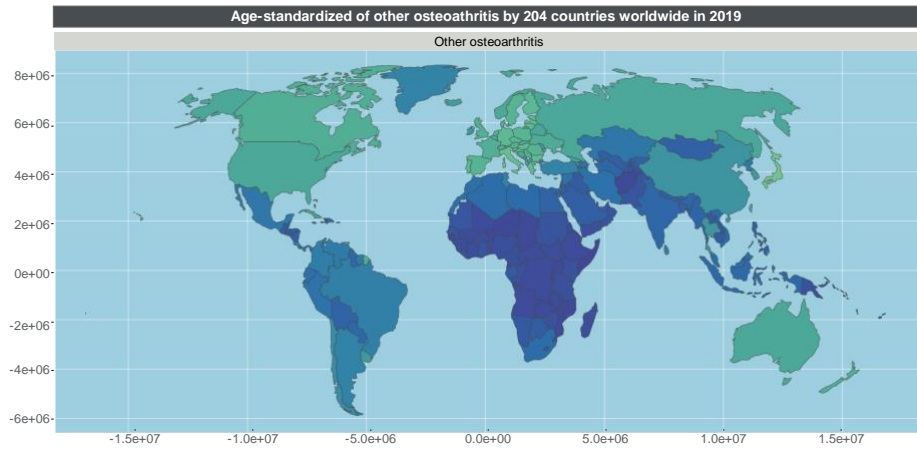 Age-standardized of other osteoathritis by 204 countries worldwide in 2019
Other osteoarthritis
8e+06
6e+06
4e+06
2e+06
0e+00
-2e+06
-4e+06
-6e+06
-1.5e+07 -1.0e+07 -5.0e+06 0.0e+00 5.0e+06 1.0e+07 1.5e+07